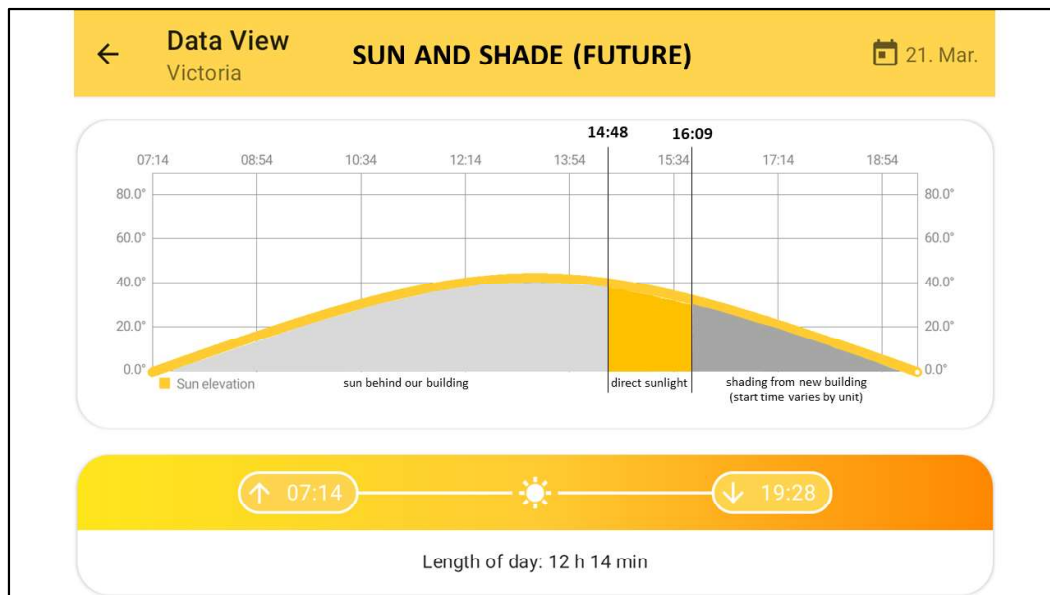 Data View
SUN AND SHADE (FUTURE)
21. Mar.
Victoria
14:48 16:09
07:14 08:54 10:34 12:14 13:54 15:34 17:14 18:54
80.0° 80.0°
60.0° 60.0°
40.0° 40.0°
20.0° 20.0°
0.0° 0.0°
Sun elevation
sun behind our building
direct sunlight
shading from new building
(start time varies by unit)
07:14
19:28
Length of day: 12 h 14 min